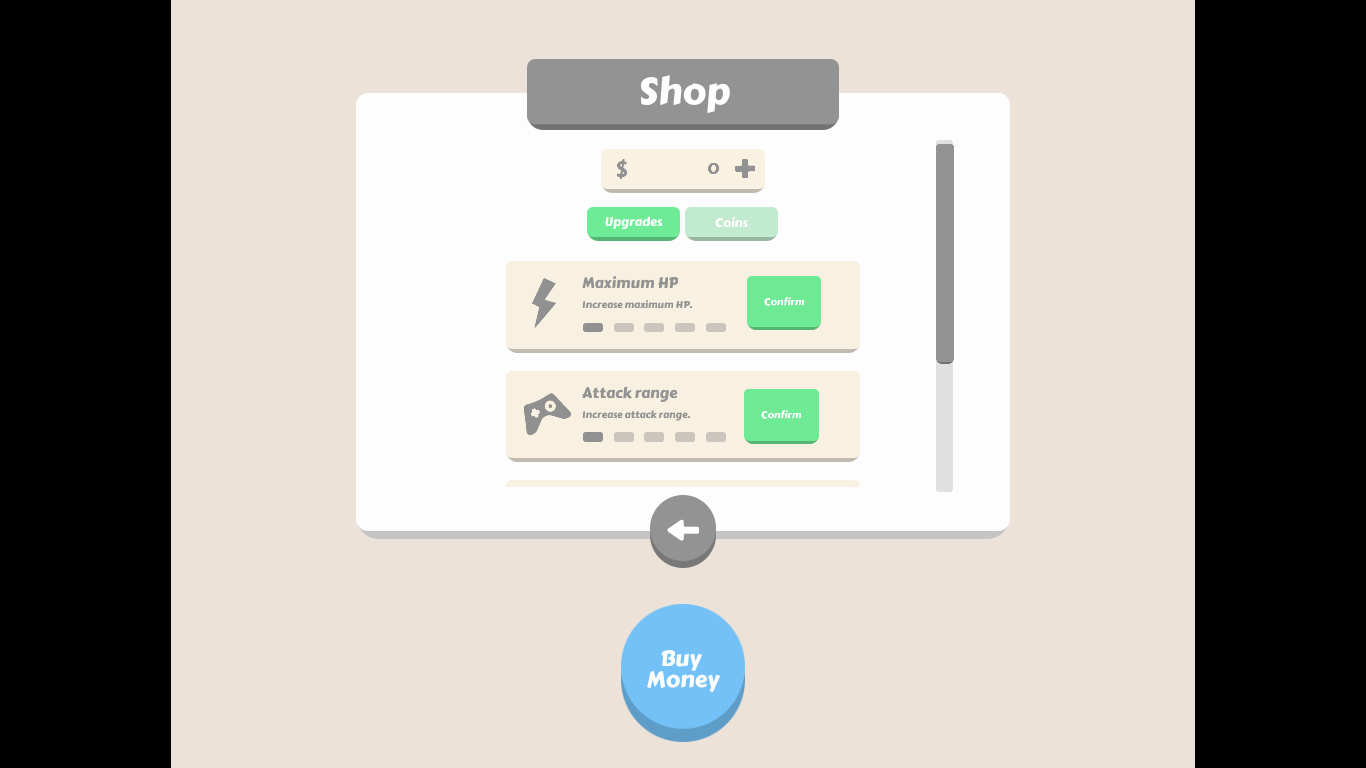 Shop
$ 0
Upgrades Coins
Maximum HP
Increase maximum HP.
Confirm
Attack range
Increase attack range.
Confirm
Buy
Money